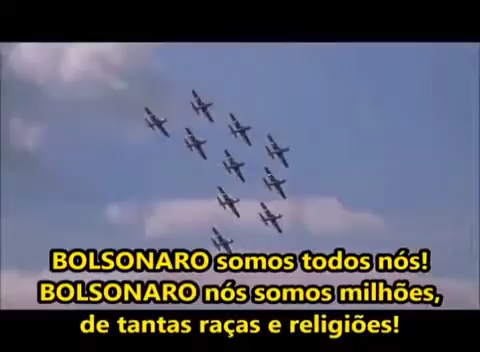 BOLSONARO somos todos nós!
BOLSONARO nós somos milhões,
de tantas raças e religiões!